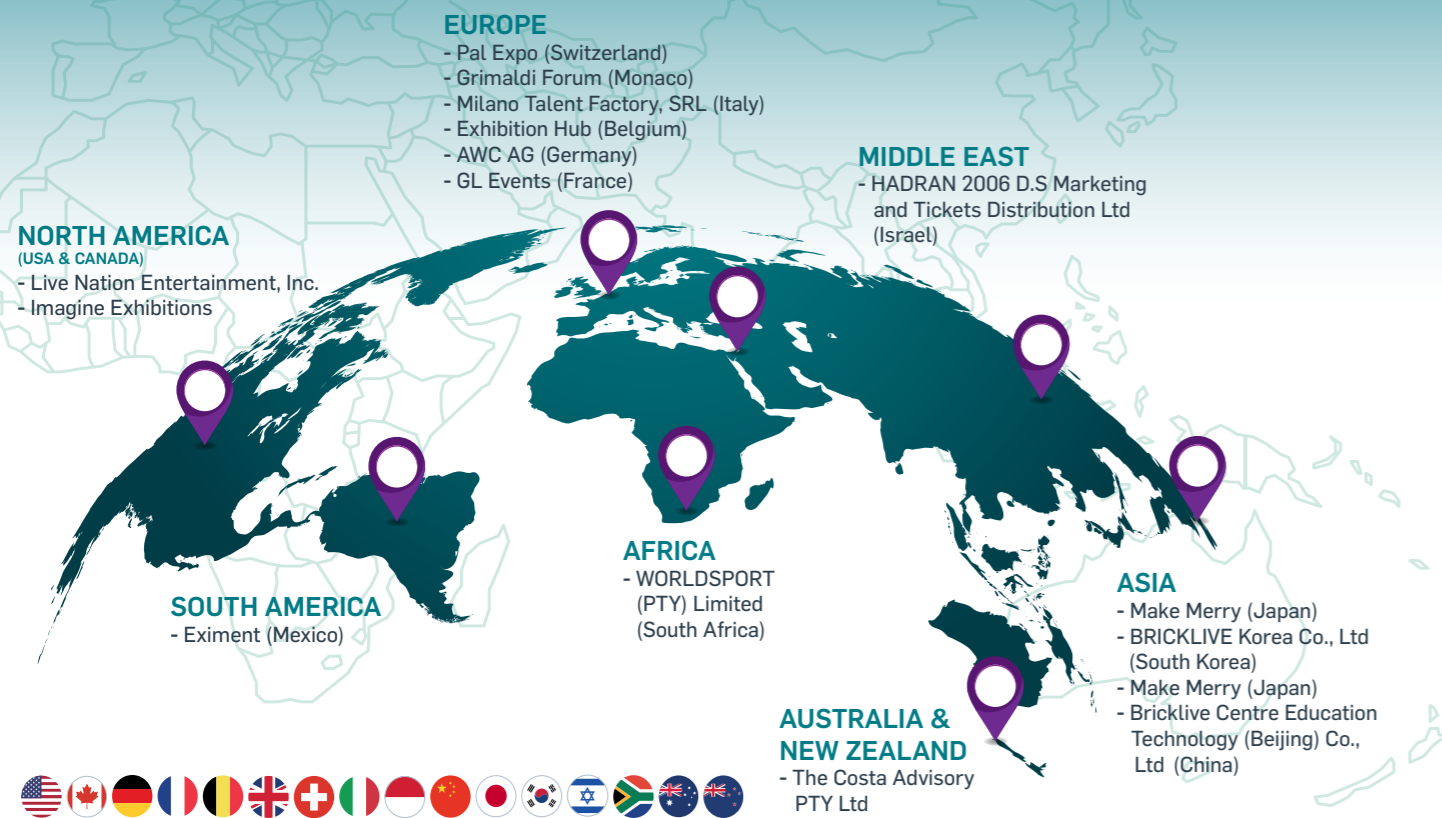 EUROPE
- Pal Expo (Switzerland)
- Grimaldi Forum (Monaco)
- Milano Talent Factory, SRL (Italy)
- Exhibition Hub (Belgium)
- AWC AG (Germany)
- GL Events (France)
MIDDLE EAST
- HADRAN 2006 D.S Marketing
and Tickets Distribution Ltd
(Israel)
NORTH AMERICA
(USA & CANADA)
- Live Nation Entertainment, Inc.
- Imagine Exhibitions
SOUTH AMERICA
- Eximent (Mexico)
AFRICA
- WORLDSPORT
(PTY) Limited
(South Africa)
ASIA
- Make Merry (Japan)
- BRICKLIVE Korea Co., Ltd
(South Korea)
- Make Merry (Japan)
- Bricklive Centre Education
Technology (Beijing) Co.,
Ltd (China)
AUSTRALIA &
NEW ZEALAND
- The Costa Advisory
PTY Ltd